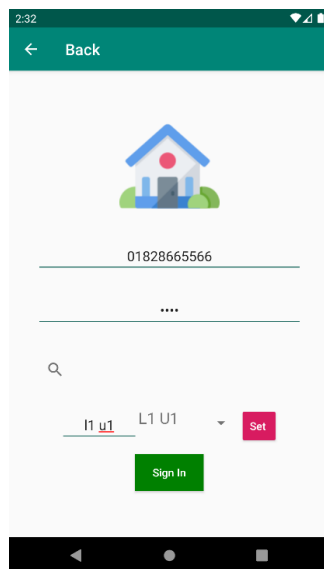 2:32
Back
01828665566
••••
l1 u1 L1 U1 Set
Sign In